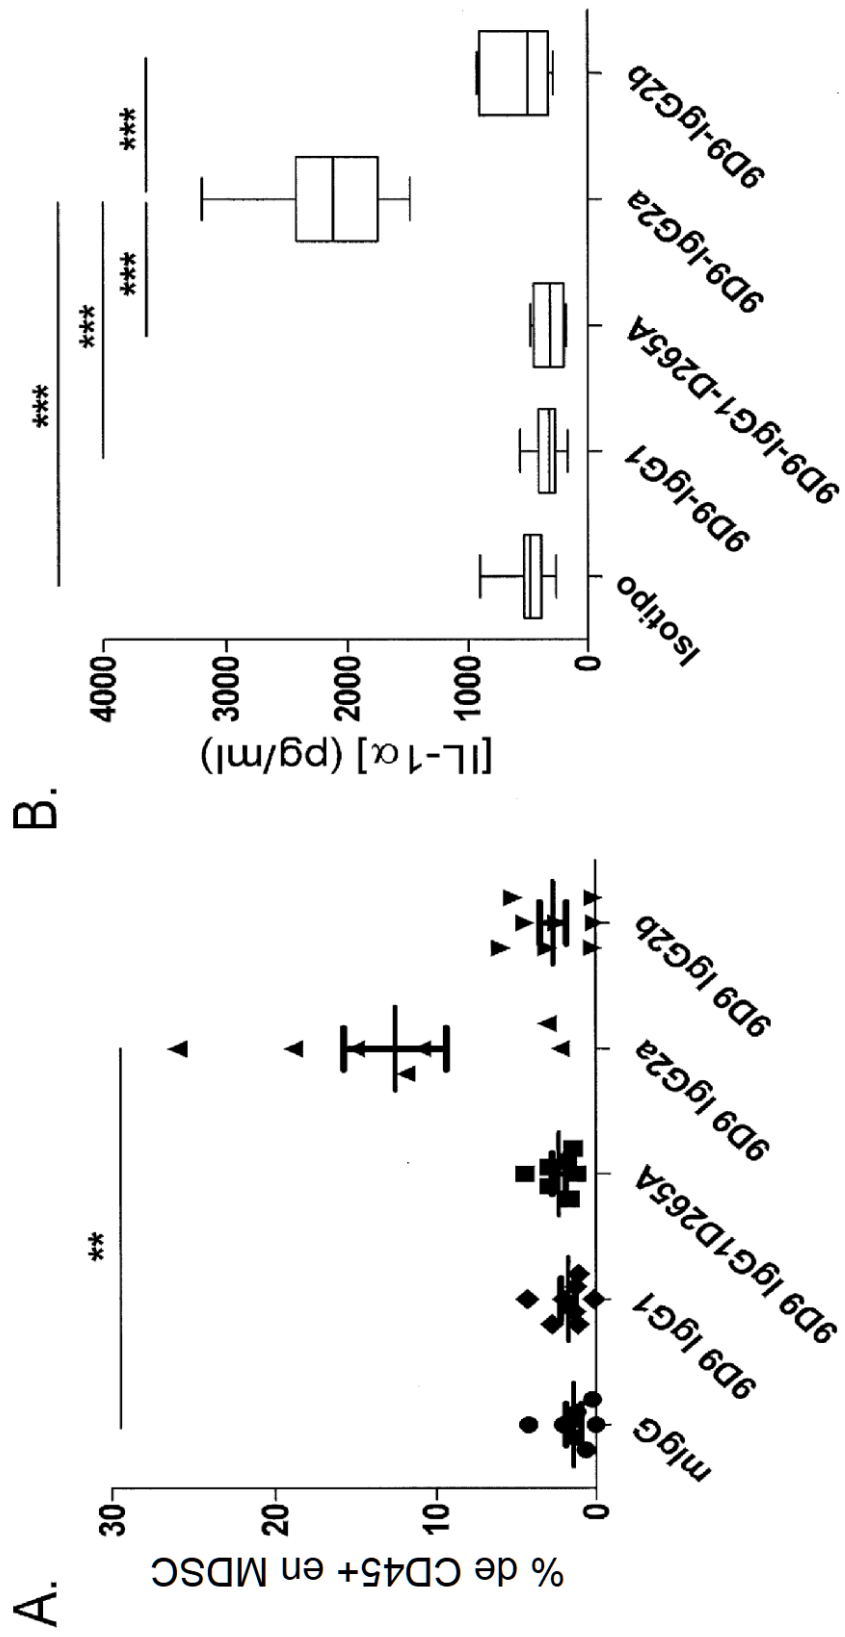 A.
% de CD45+ en MDSC
30
20
10
0
**
mIgG
9D9 IgG1
9D9 IgG1D265A
9D9 IgG2a
9D9 IgG2b
B.
[IL-1α] (pg/ml)
4000
3000
2000
1000
0
***
***
***
***
Isotipo
9D9-IgG1
9D9-IgG1-D265A
9D9-IgG2a
9D9-IgG2b